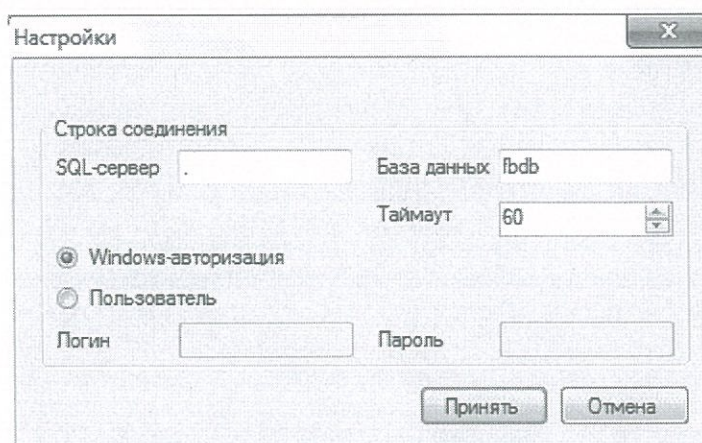 Настройки
Строка соединения
SQL-сервер .
База данных fbdb
Таймаут 60
Windows-авторизация
Пользователь
Логин
Пароль
Принять
Отмена